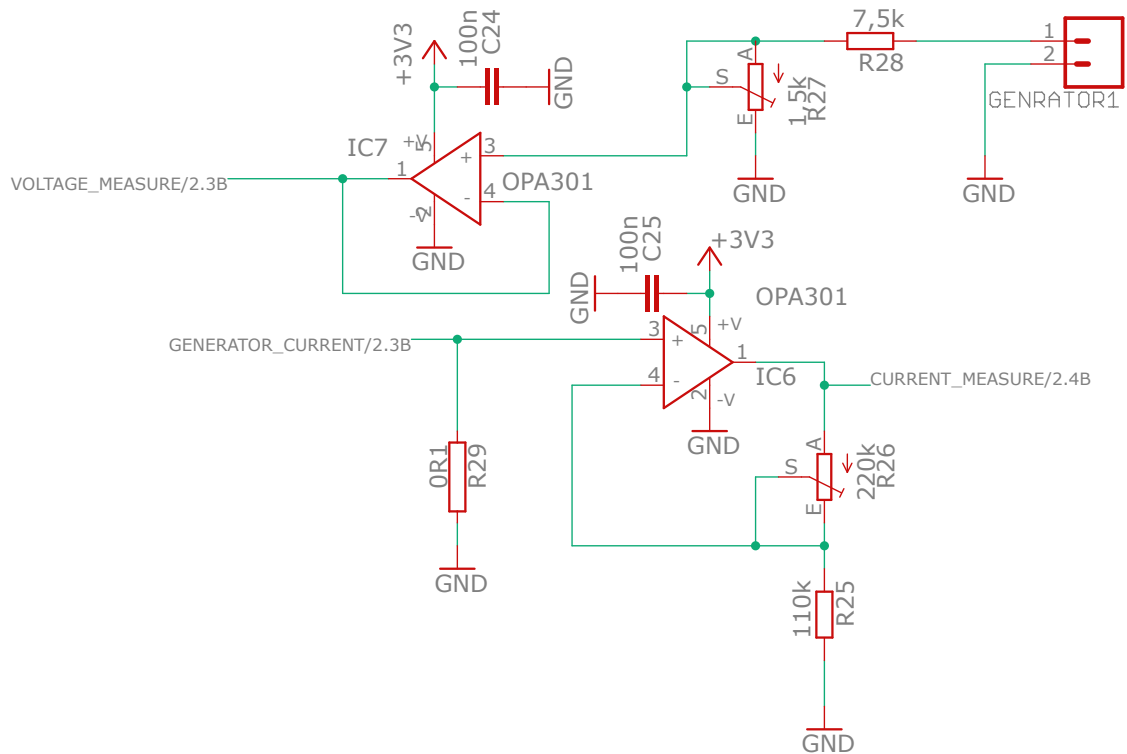 +3V3
100n
C24
GND
7,5k
R28
1
2
GENRATOR1
A
S
E
1,5k
R27
GND
GND
IC7
+V
5
3
+
1
4
-
OPA301
-V
2
GND
VOLTAGE_MEASURE/2.3B
100n
C25
GND
+3V3
OPA301
GENERATOR_CURRENT/2.3B
3
+
5
+V
1
4
-
2
-V
IC6
GND
CURRENT_MEASURE/2.4B
0R1
R29
GND
A
S
E
220k
R26
110k
R25
GND